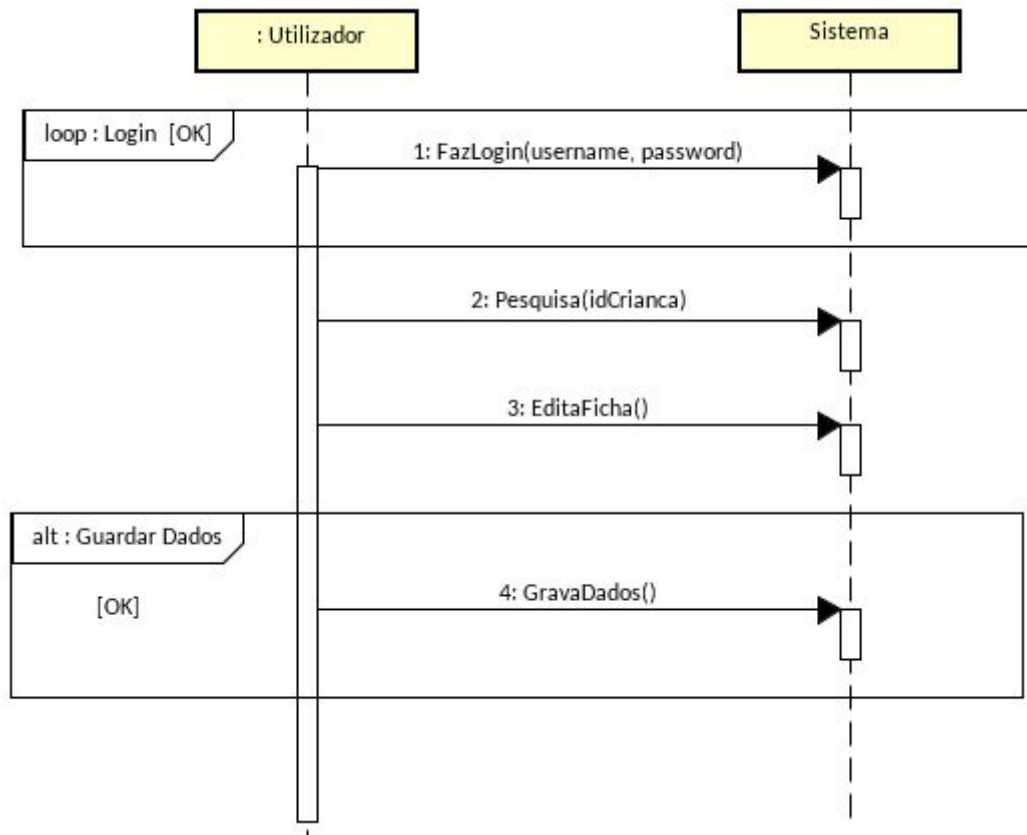 : Utilizador
Sistema
loop : Login [OK]
1: FazLogin(username, password)
2: Pesquisa(idCrianca)
3: EditaFicha()
alt : Guardar Dados
[OK]
4: GravaDados()